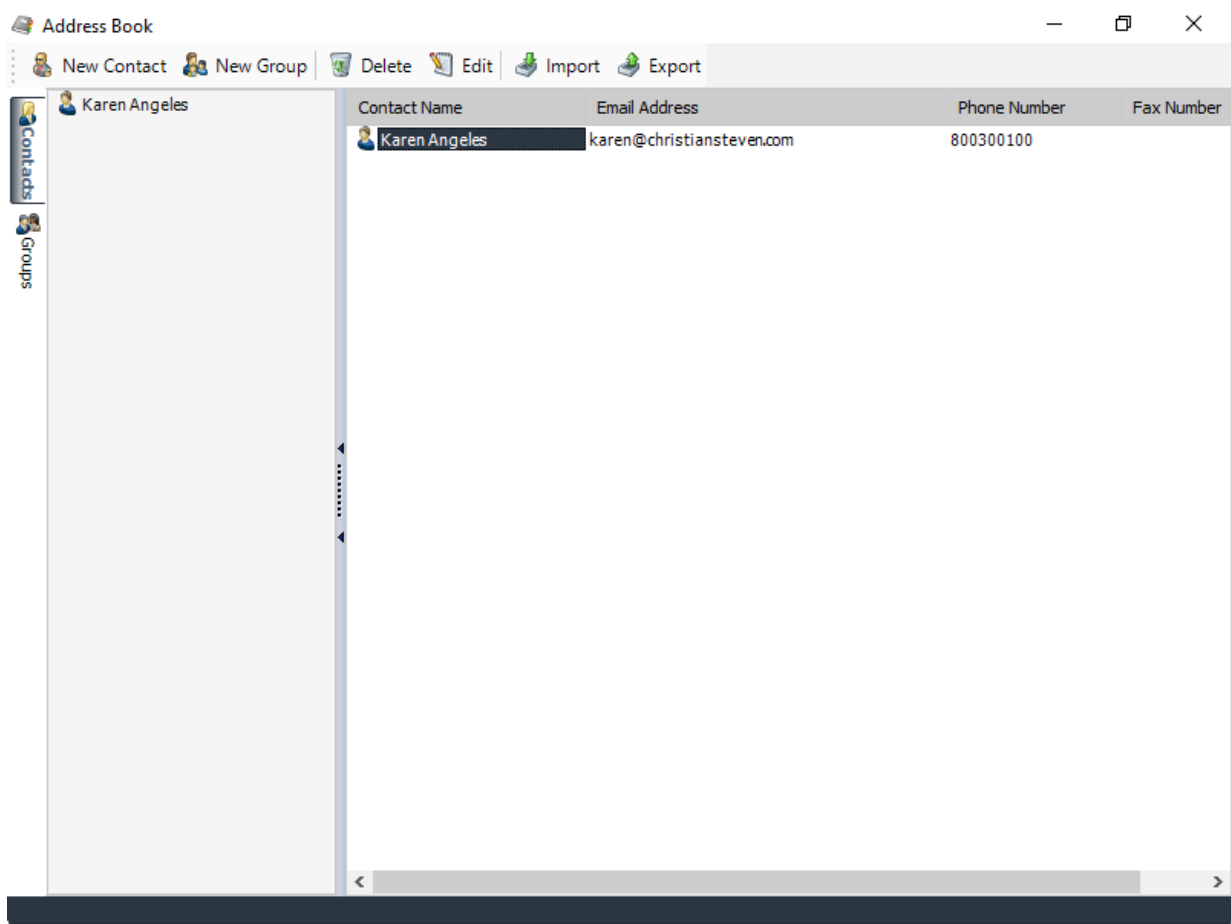 Address Book
New Contact New Group Delete Edit Import Export
Contacts
Groups
Karen Angeles
Contact Name Email Address Phone Number Fax Number
Karen Angeles karen@christiansteven.com 800300100